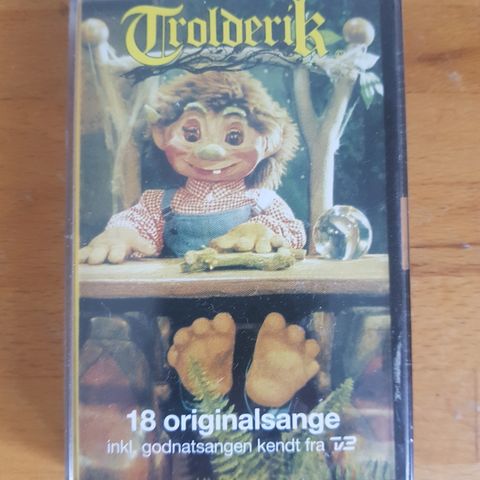 Trolderik
18 originalsange
inkl. godnatsangen kendt fra TV2